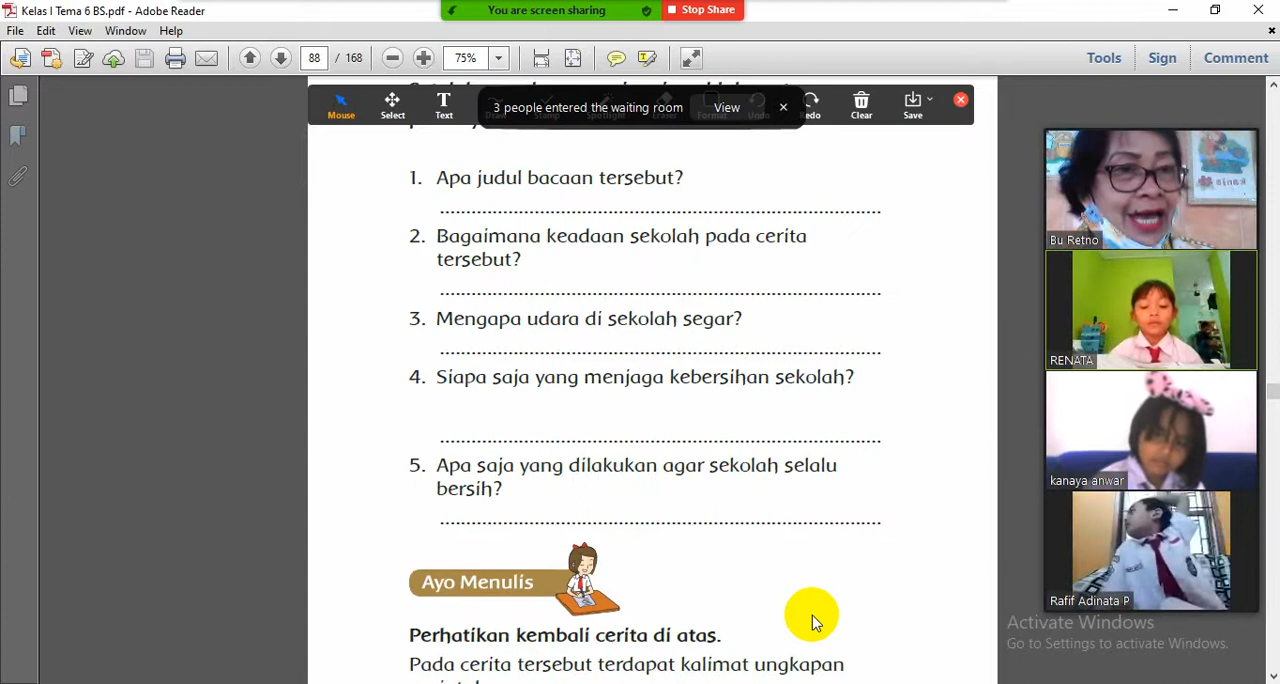 Kelas I Tema 6 BS.pdf - Adobe Reader
You are screen sharing
Stop Share
File Edit View Window Help
88 / 168
75%
Tools Sign Comment
Mouse
Select
Text
3 people entered the waiting room
View
Redo
Clear
Save
1. Apa judul bacaan tersebut?
2. Bagaimana keadaan sekolah pada cerita
tersebut?
3. Mengapa udara di sekolah segar?
4. Siapa saja yang menjaga kebersihan sekolah?
5. Apa saja yang dilakukan agar sekolah selalu
bersih?
Ayo Menulis
Perhatikan kembali cerita di atas.
Pada cerita tersebut terdapat kalimat ungkapan
Bu Retno
RENATA
kanaya anwar
Rafif Adinata P
Activate Windows
Go to Settings to activate Windows.